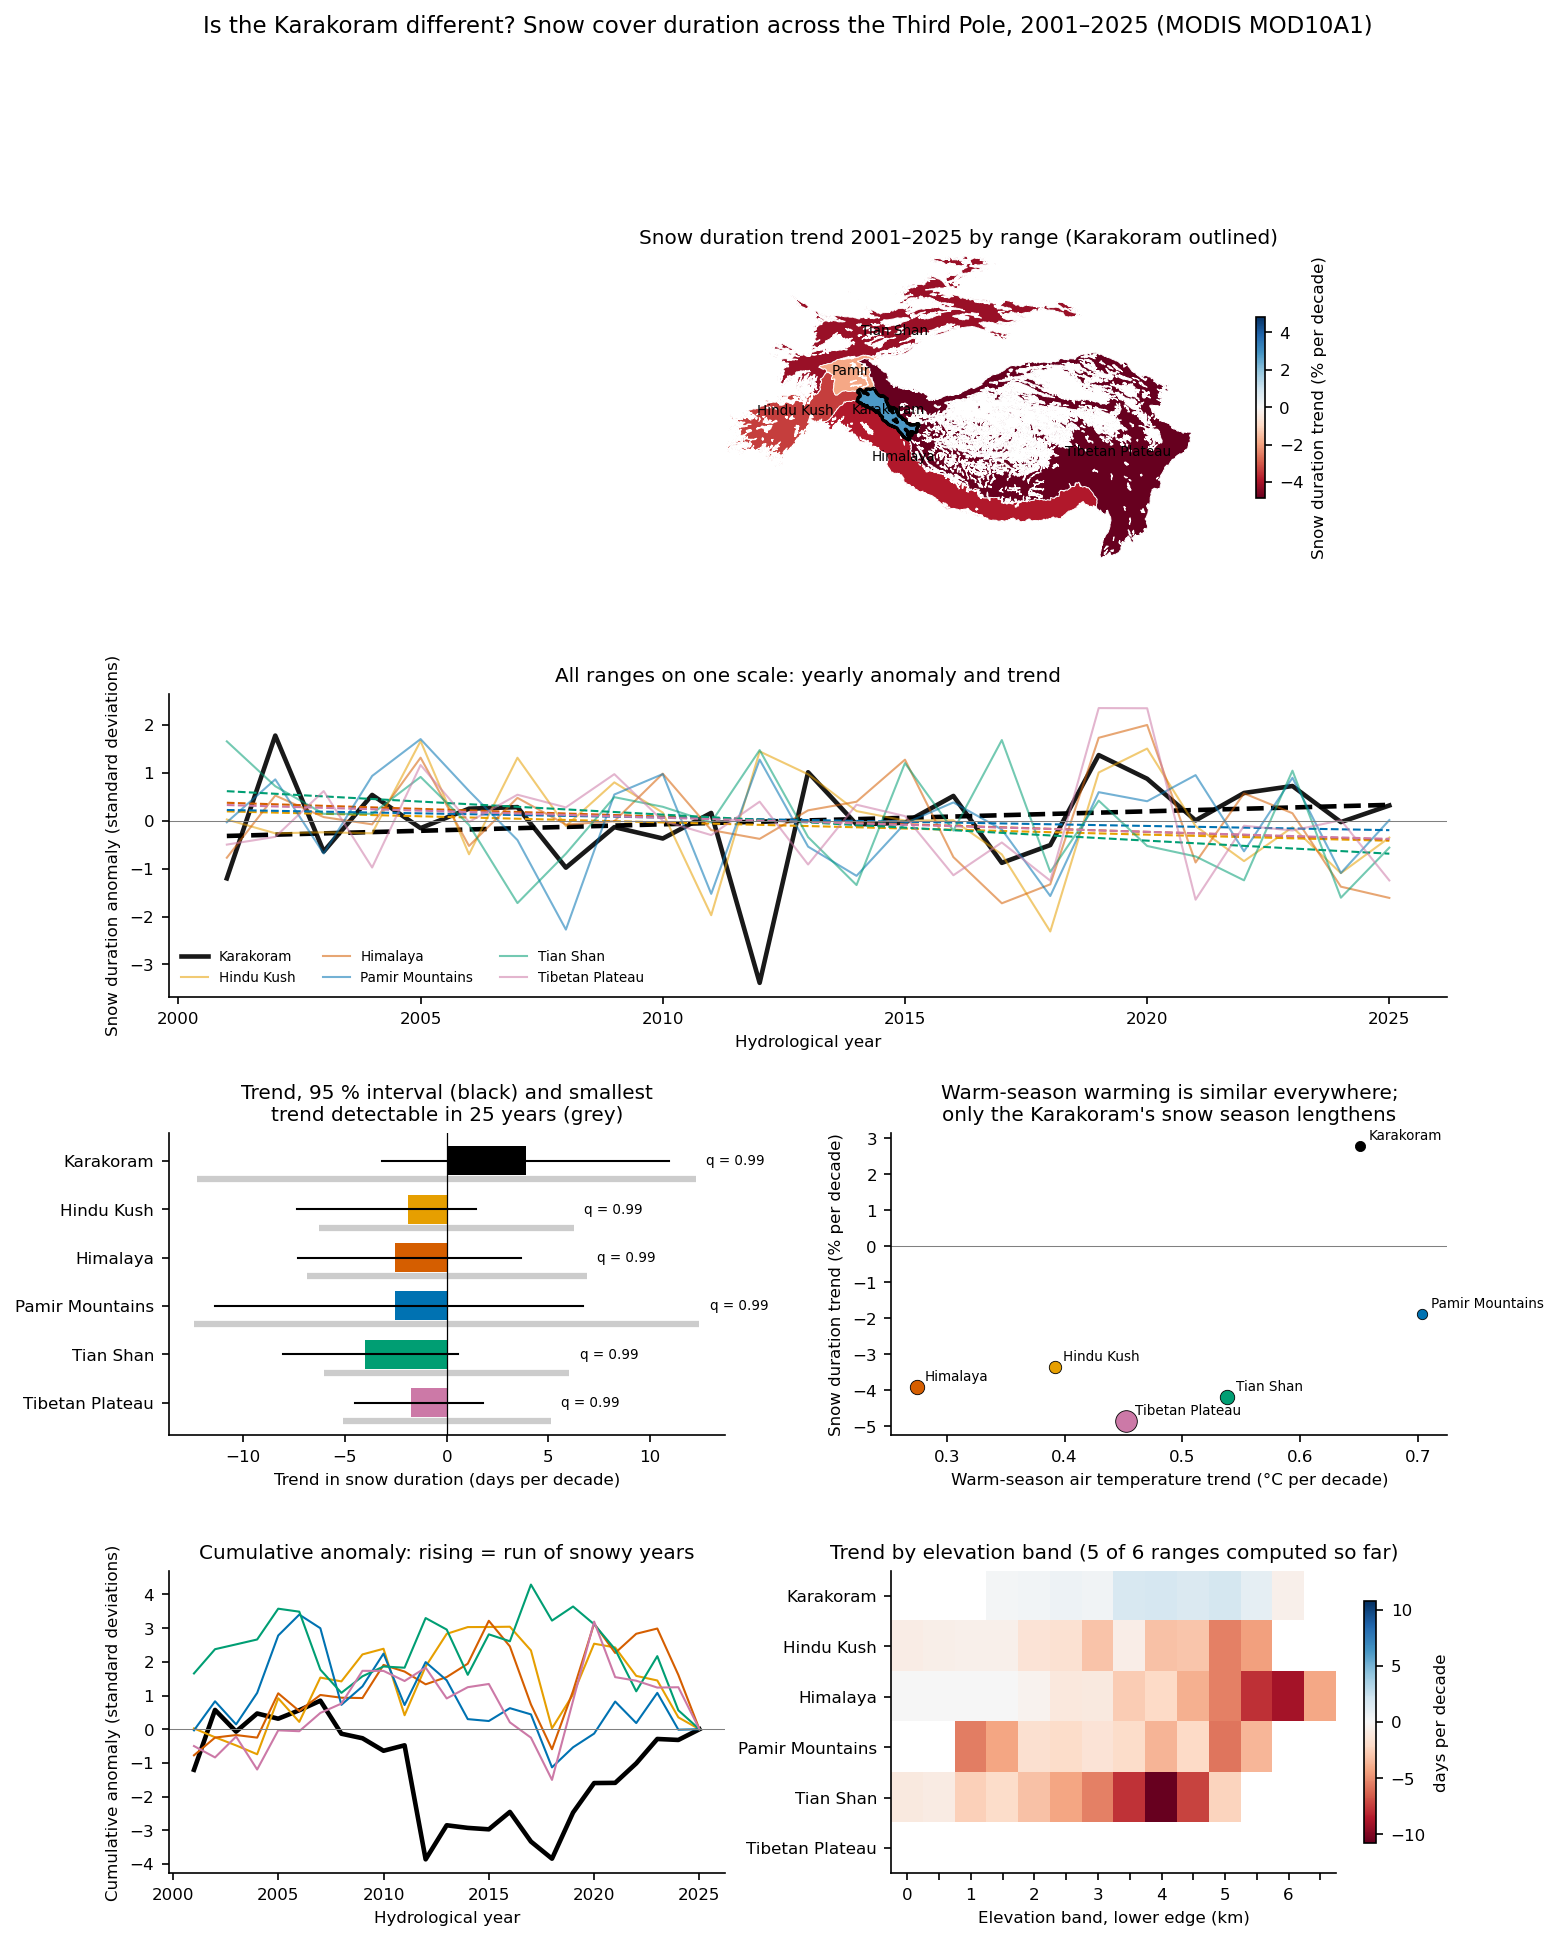 Is the Karakoram different? Snow cover duration across the Third Pole, 2001–2025 (MODIS MOD10A1)
Snow duration trend 2001–2025 by range (Karakoram outlined)
Tian Shan
Pamir
Hindu Kush
Karakoram
Himalaya
Tibetan Plateau
4
2
0
−2
−4
Snow duration trend (% per decade)
All ranges on one scale: yearly anomaly and trend
Snow duration anomaly (standard deviations)
2
1
0
−1
−2
−3
Karakoram
Hindu Kush
Himalaya
Pamir Mountains
Tian Shan
Tibetan Plateau
2000
2005
2010
2015
2020
2025
Hydrological year
Trend, 95 % interval (black) and smallest
trend detectable in 25 years (grey)
Karakoram
Hindu Kush
Himalaya
Pamir Mountains
Tian Shan
Tibetan Plateau
q = 0.99
q = 0.99
q = 0.99
q = 0.99
q = 0.99
q = 0.99
−10
−5
0
5
10
Trend in snow duration (days per decade)
Warm-season warming is similar everywhere;
only the Karakoram's snow season lengthens
Snow duration trend (% per decade)
3
2
1
0
−1
−2
−3
−4
−5
Karakoram
Pamir Mountains
Hindu Kush
Himalaya
Tian Shan
Tibetan Plateau
0.3
0.4
0.5
0.6
0.7
Warm-season air temperature trend (°C per decade)
Cumulative anomaly: rising = run of snowy years
Cumulative anomaly (standard deviations)
4
3
2
1
0
−1
−2
−3
−4
2000
2005
2010
2015
2020
2025
Hydrological year
Trend by elevation band (5 of 6 ranges computed so far)
Karakoram
Hindu Kush
Himalaya
Pamir Mountains
Tian Shan
Tibetan Plateau
0
1
2
3
4
5
6
Elevation band, lower edge (km)
10
5
0
−5
−10
days per decade